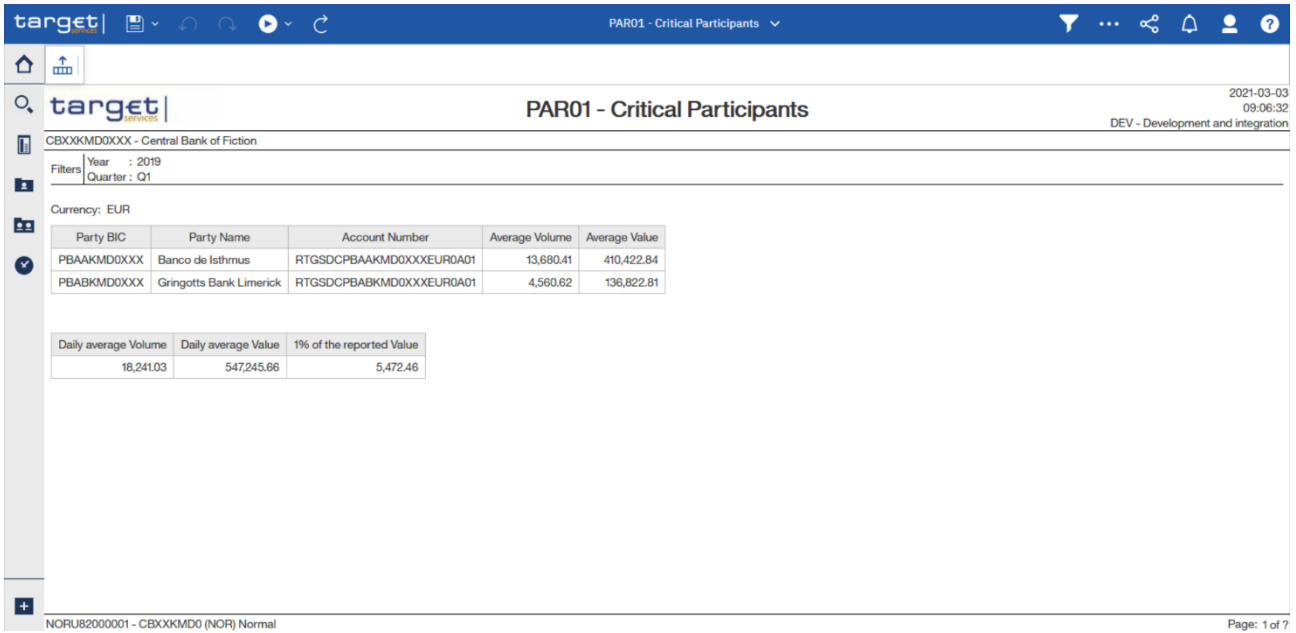 target|
services
PAR01 - Critical Participants
target|
services
PAR01 - Critical Participants
2021-03-03
09:06:32
DEV - Development and integration
CBXXKMD0XXX - Central Bank of Fiction
Filters Year : 2019
Quarter : Q1
Currency: EUR
Party BIC Party Name Account Number Average Volume Average Value
PBAAKMD0XXX Banco de Isthmus RTGSDCPBAAKMD0XXXEUR0A01 13,680.41 410,422.84
PBABKMD0XXX Gringotts Bank Limerick RTGSDCPBABKMD0XXXEUR0A01 4,560.62 136,822.81
Daily average Volume Daily average Value 1% of the reported Value
18,241.03 547,245.66 5,472.46
NORU82000001 - CBXXKMD0 (NOR) Normal Page: 1 of ?